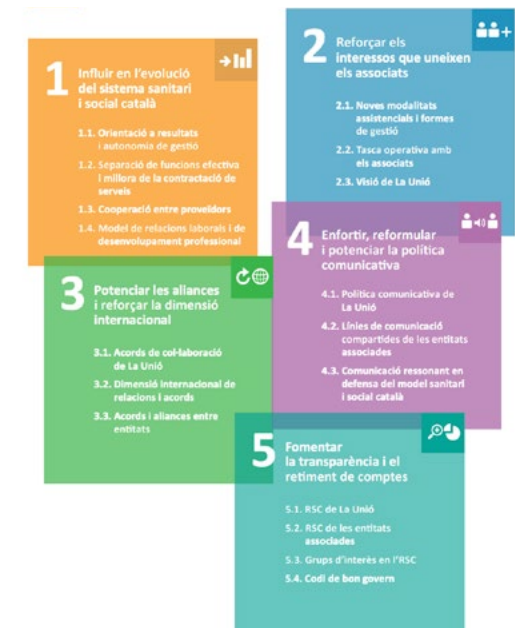 1
Influir en l'evolució
del sistema sanitari
i social català
1.1. Orientació a resultats
i autonomia de gestió
1.2. Separació de funcions efectiva
i millora de la contractació de
serveis
1.3. Cooperació entre proveïdors
1.4. Model de relacions laborals i de
desenvolupament professional
2
Reforçar els
interessos que uneixen
els associats
2.1. Noves modalitats
assistencials i formes
de gestió
2.2. Tasca operativa amb
els associats
2.3. Visió de La Unió
3
Potenciar les aliances
i reforçar la dimensió
internacional
3.1. Acords de col·laboració
de La Unió
3.2. Dimensió internacional de
relacions i acords
3.3. Acords i aliances entre
entitats
4
Enfortir, reformular
i potenciar la política
comunicativa
4.1. Política comunicativa de
La Unió
4.2. Línies de comunicació
compartides de les entitats
associades
4.3. Comunicació ressonant en
defensa del model sanitari
i social català
5
Fomentar
la transparència i el
retiment de comptes
5.1. RSC de La Unió
5.2. RSC de les entitats
associades
5.3. Grups d'interès en l'RSC
5.4. Codi de bon govern